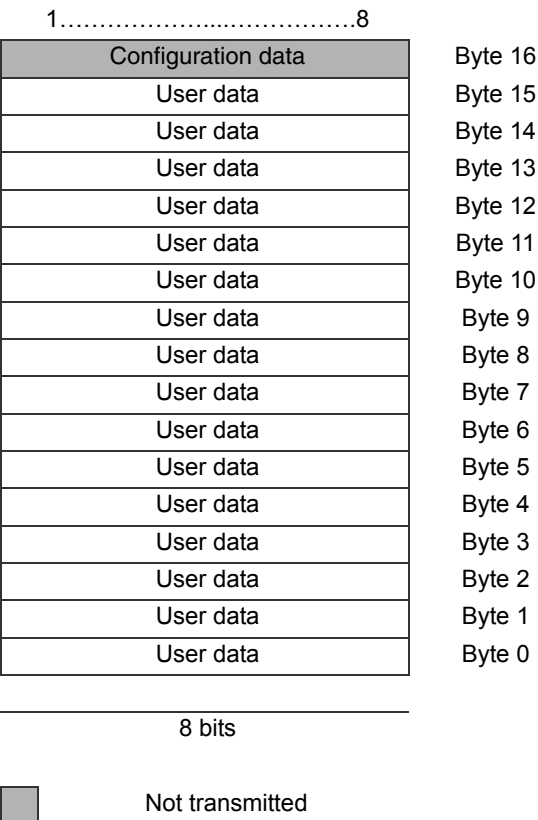 1………………....…………….8
Configuration data Byte 16
User data Byte 15
User data Byte 14
User data Byte 13
User data Byte 12
User data Byte 11
User data Byte 10
User data Byte 9
User data Byte 8
User data Byte 7
User data Byte 6
User data Byte 5
User data Byte 4
User data Byte 3
User data Byte 2
User data Byte 1
User data Byte 0
8 bits
Not transmitted